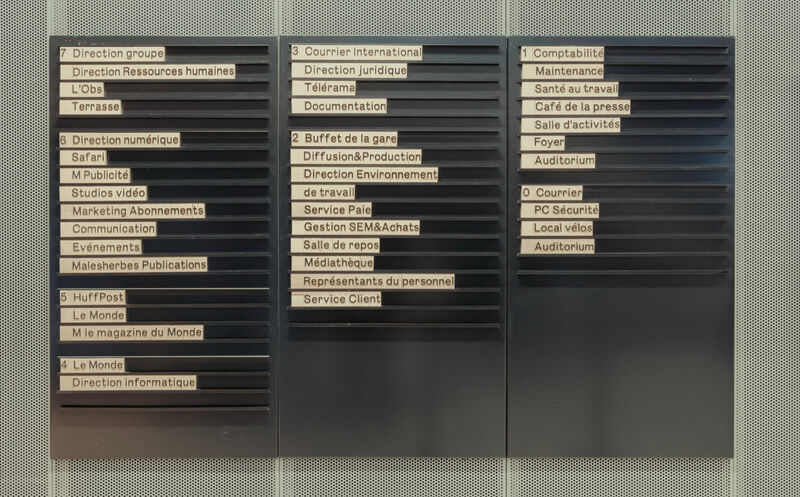 7 Direction groupe
Direction Ressources humaines
L'Obs
Terrasse
6 Direction numérique
Safari
M Publicité
Studios vidéo
Marketing Abonnements
Communication
Evénements
Malesherbes Publications
5 HuffPost
Le Monde
M le magazine du Monde
4 Le Monde
Direction informatique
3 Courrier International
Direction juridique
Télérama
Documentation
2 Buffet de la gare
Diffusion&Production
Direction Environnement
de travail
Service Paie
Gestion SEM&Achats
Salle de repos
Médiathèque
Représentants du personnel
Service Client
1 Comptabilité
Maintenance
Santé au travail
Café de la presse
Salle d'activités
Foyer
Auditorium
0 Courrier
PC Sécurité
Local vélos
Auditorium